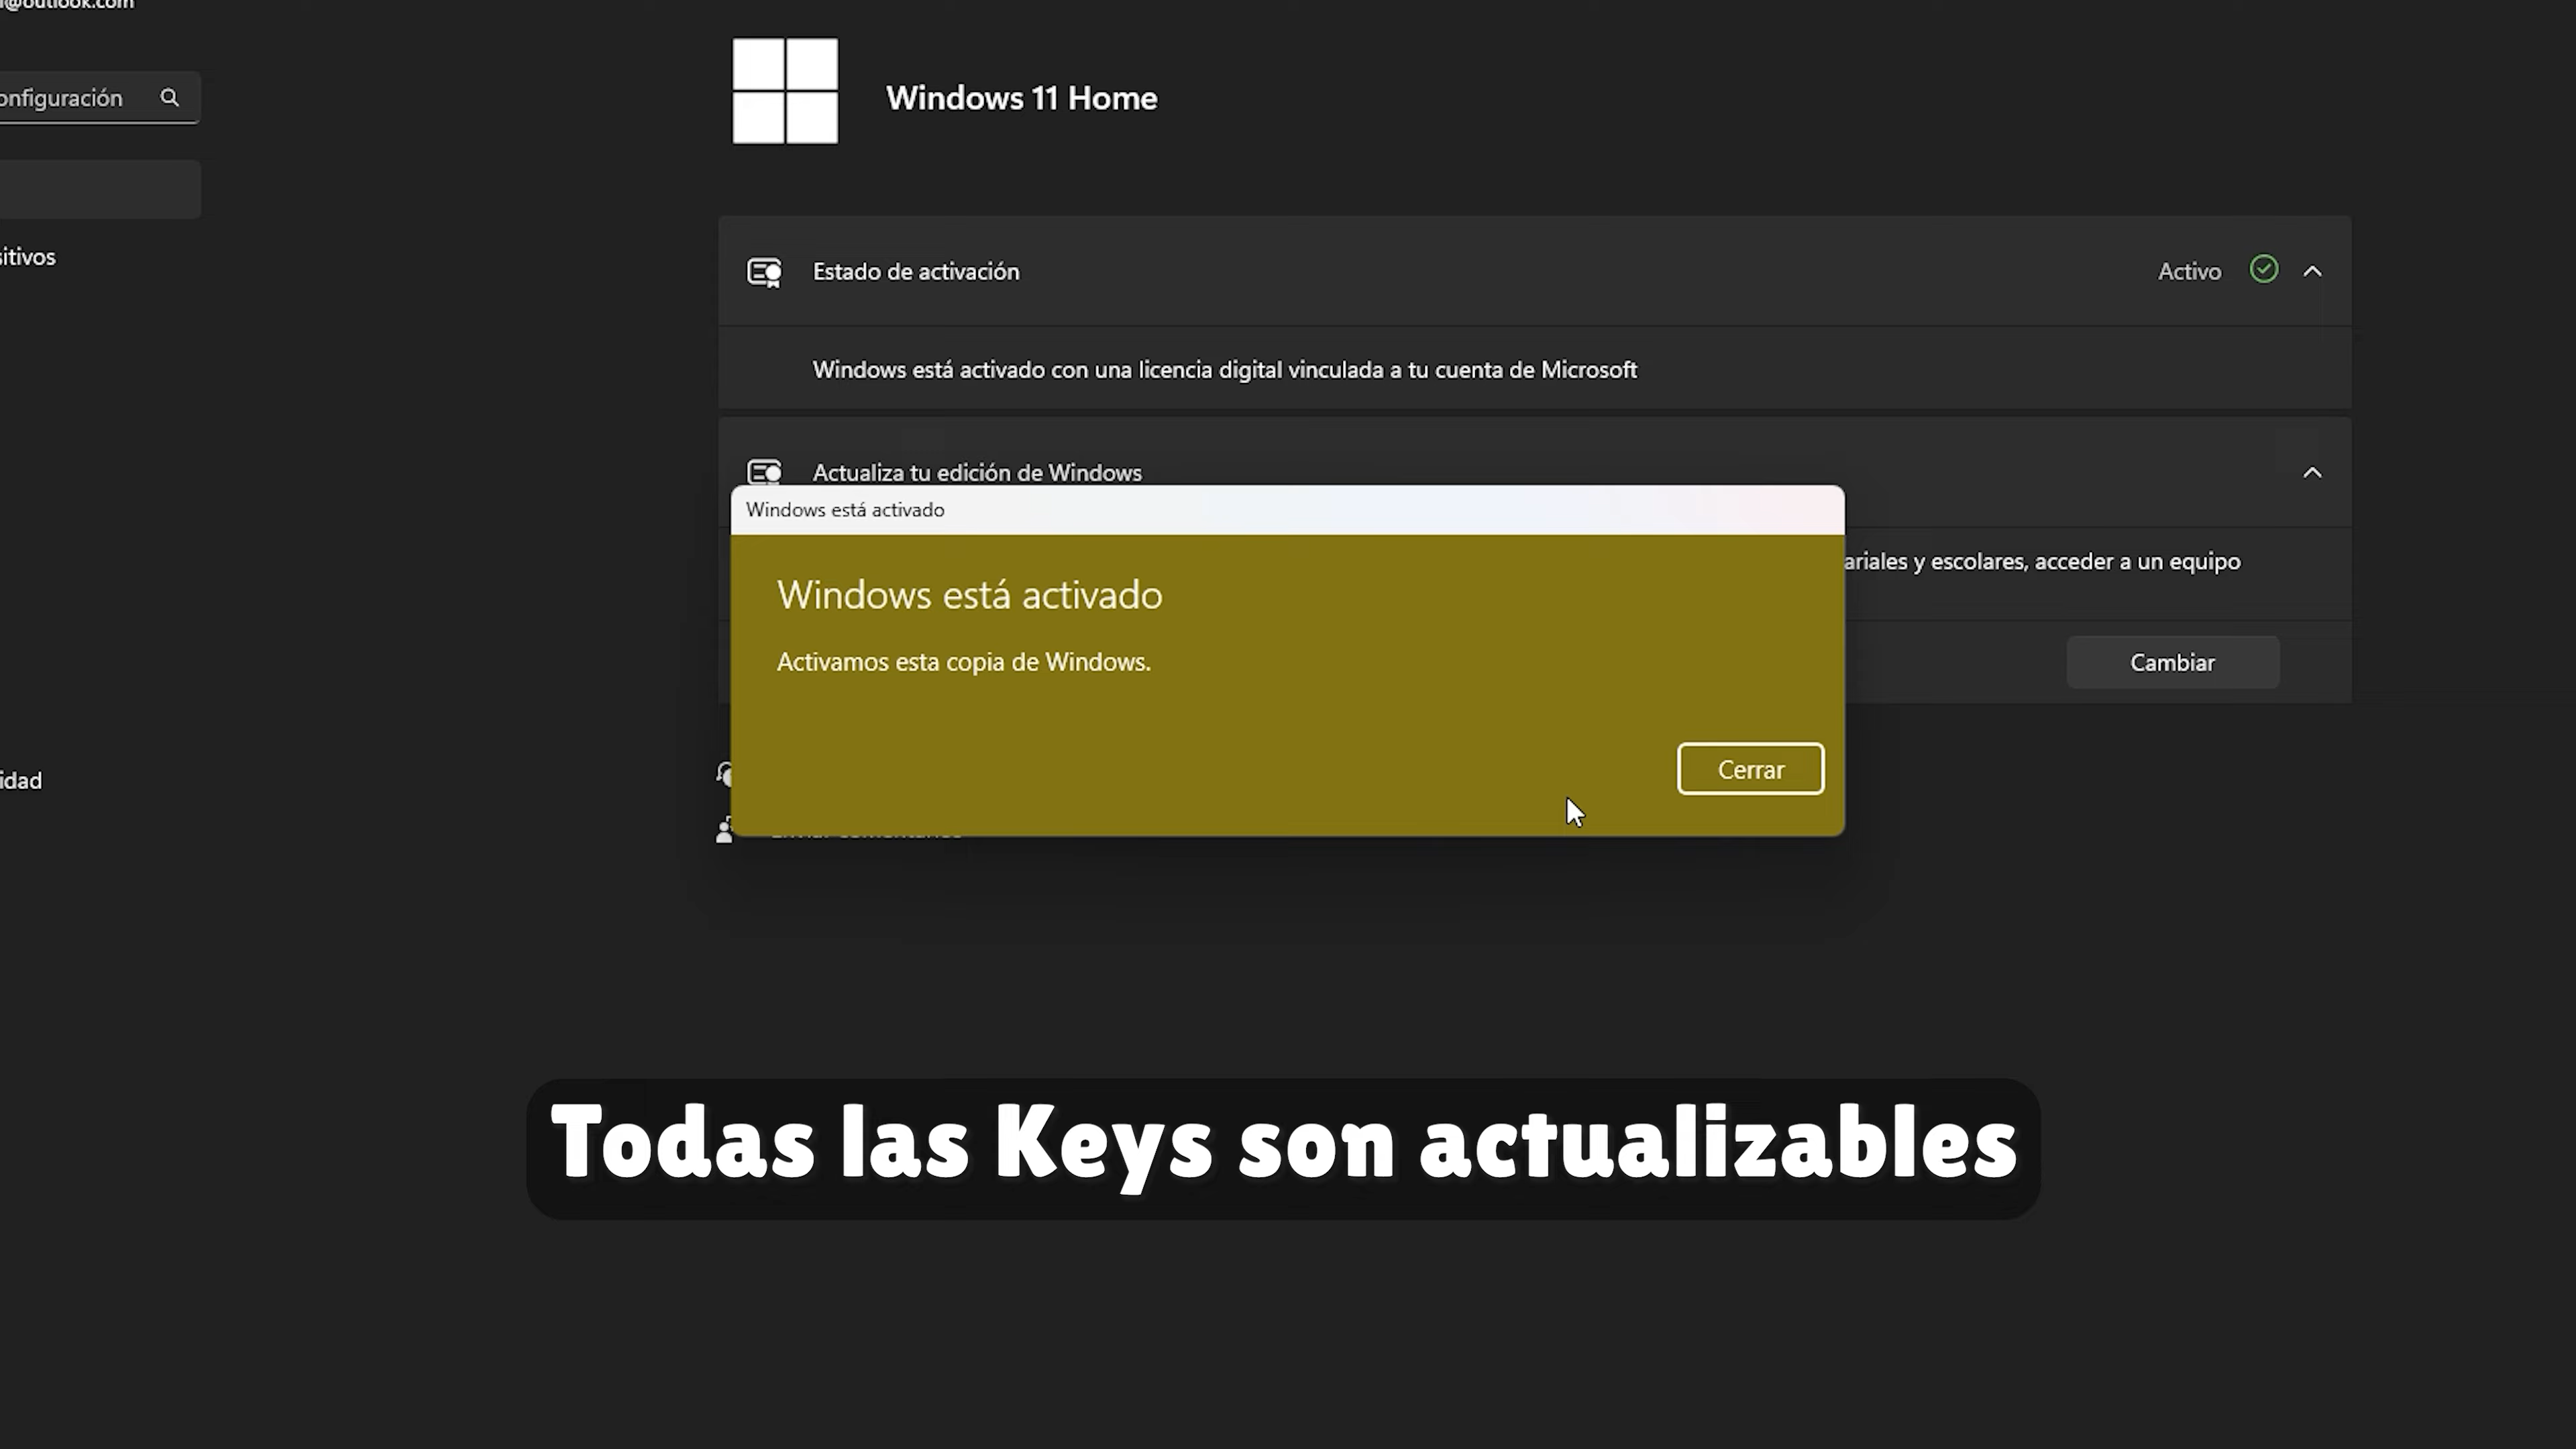 @outlook.com
Windows 11 Home
onfiguración
sitivos
Estado de activación
Activo
Windows está activado con una licencia digital vinculada a tu cuenta de Microsoft
Actualiza tu edición de Windows
Windows está activado
ariales y escolares, acceder a un equipo
Windows está activado
Activamos esta copia de Windows.
Cambiar
Cerrar
idad
Todas las Keys son actualizables